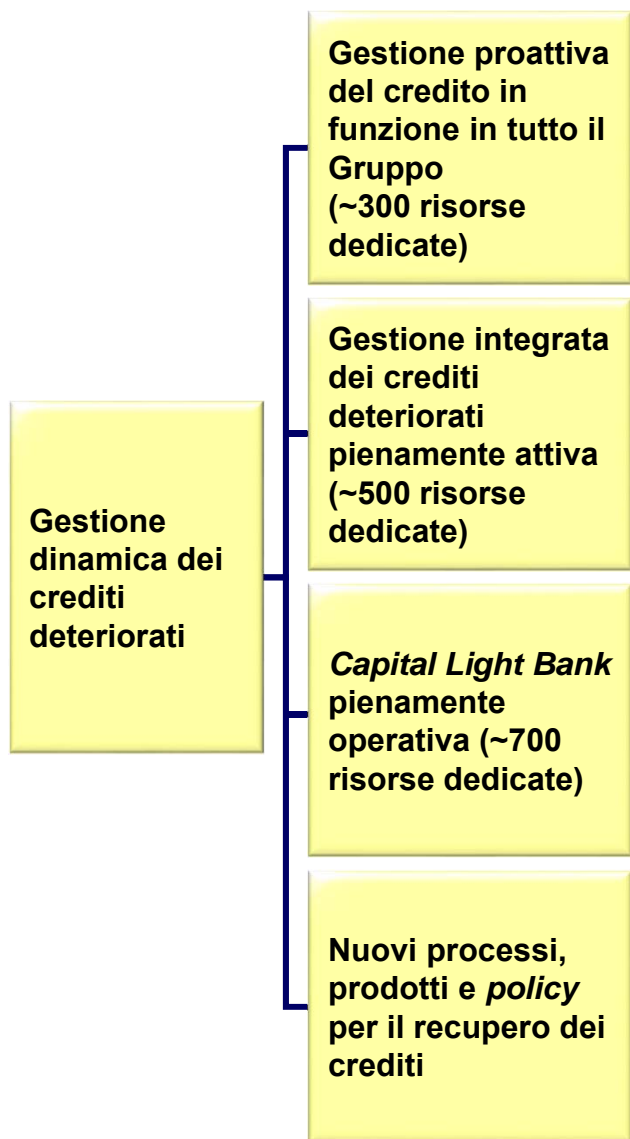 Gestione
dinamica dei
crediti
deteriorati
Gestione proattiva
del credito in
funzione in tutto il
Gruppo
(~300 risorse
dedicate)
Gestione integrata
dei crediti
deteriorati
pienamente attiva
(~500 risorse
dedicate)
Capital Light Bank
pienamente
operativa (~700
risorse dedicate)
Nuovi processi,
prodotti e policy
per il recupero dei
crediti